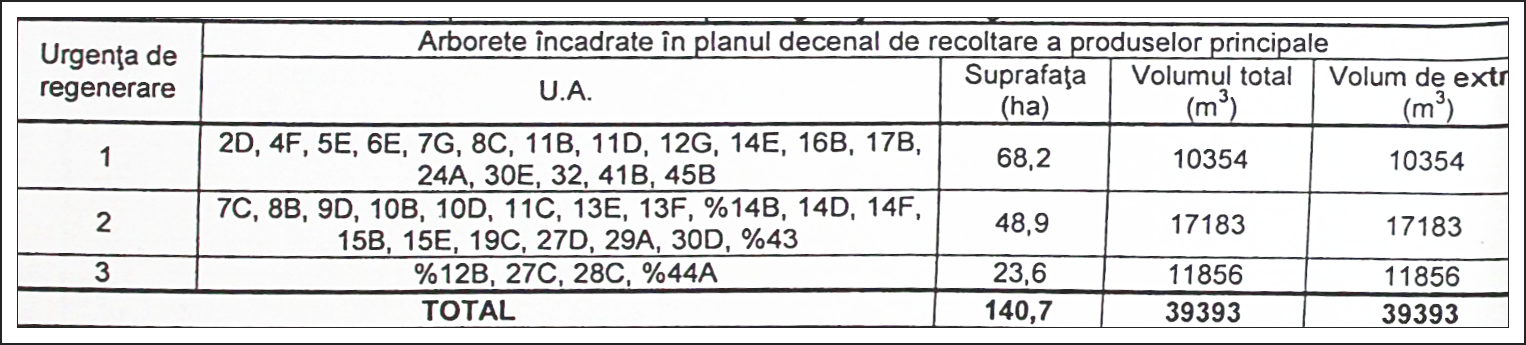 Urgenţa de regenerare
Arborete încadrate în planul decenal de recoltare a produselor principale
U.A.
Suprafaţa (ha)
Volumul total (m³)
Volum de extr (m³)
1
2D, 4F, 5E, 6E, 7G, 8C, 11B, 11D, 12G, 14E, 16B, 17B,
24A, 30E, 32, 41B, 45B
68,2
10354
10354
2
7C, 8B, 9D, 10B, 10D, 11C, 13E, 13F, %14B, 14D, 14F,
15B, 15E, 19C, 27D, 29A, 30D, %43
48,9
17183
17183
3
%12B, 27C, 28C, %44A
23,6
11856
11856
TOTAL
140,7
39393
39393